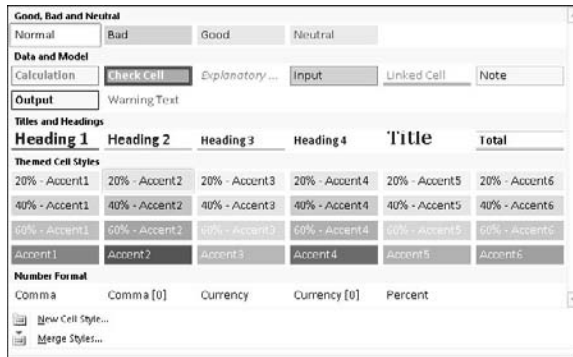 Good, Bad and Neutral
Normal Bad Good Neutral
Data and Model
Calculation Check Cell Explanatory ... Input Linked Cell Note
Output Warning Text
Titles and Headings
Heading 1 Heading 2 Heading 3 Heading 4 Title Total
Themed Cell Styles
20% - Accent1 20% - Accent2 20% - Accent3 20% - Accent4 20% - Accent5 20% - Accent6
40% - Accent1 40% - Accent2 40% - Accent3 40% - Accent4 40% - Accent5 40% - Accent6
60% - Accent1 60% - Accent2 60% - Accent3 60% - Accent4 60% - Accent5 60% - Accent6
Accent1 Accent2 Accent3 Accent4 Accent5 Accent6
Number Format
Comma Comma [0] Currency Currency [0] Percent
New Cell Style...
Merge Styles...